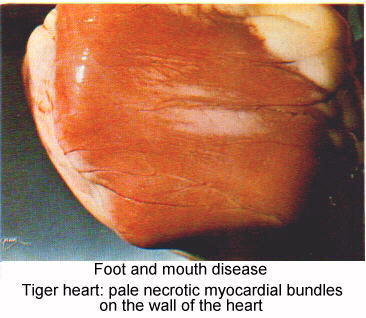 Foot and mouth disease
Tiger heart: pale necrotic myocardial bundles
on the wall of the heart